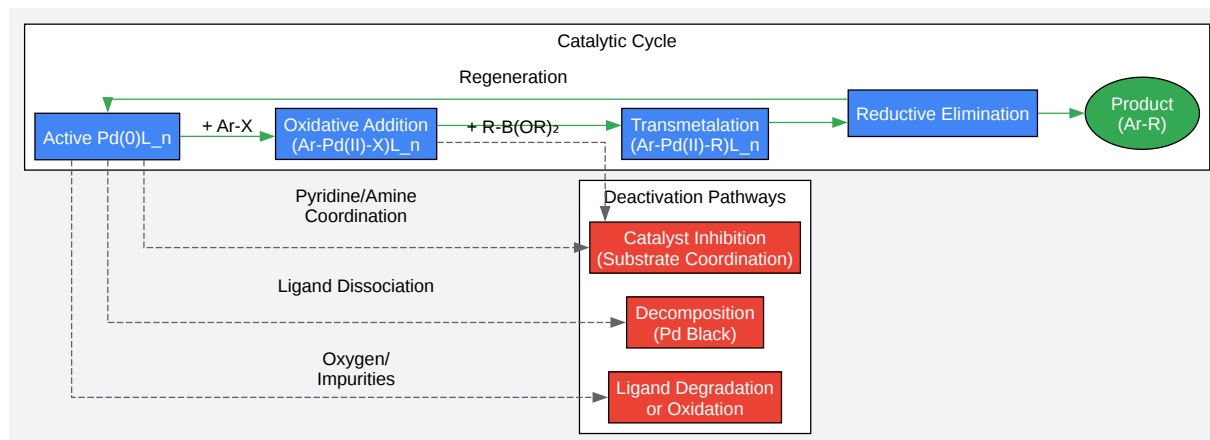 Catalytic Cycle
Regeneration
Active Pd(0)L_n
+ Ar-X
Oxidative Addition
(Ar-Pd(II)-X)L_n
+ R-B(OR)₂
Transmetalation
(Ar-Pd(II)-R)L_n
Reductive Elimination
Product
(Ar-R)
Deactivation Pathways
Pyridine/Amine
Coordination
Catalyst Inhibition
(Substrate Coordination)
Ligand Dissociation
Decomposition
(Pd Black)
Oxygen/
Impurities
Ligand Degradation
or Oxidation